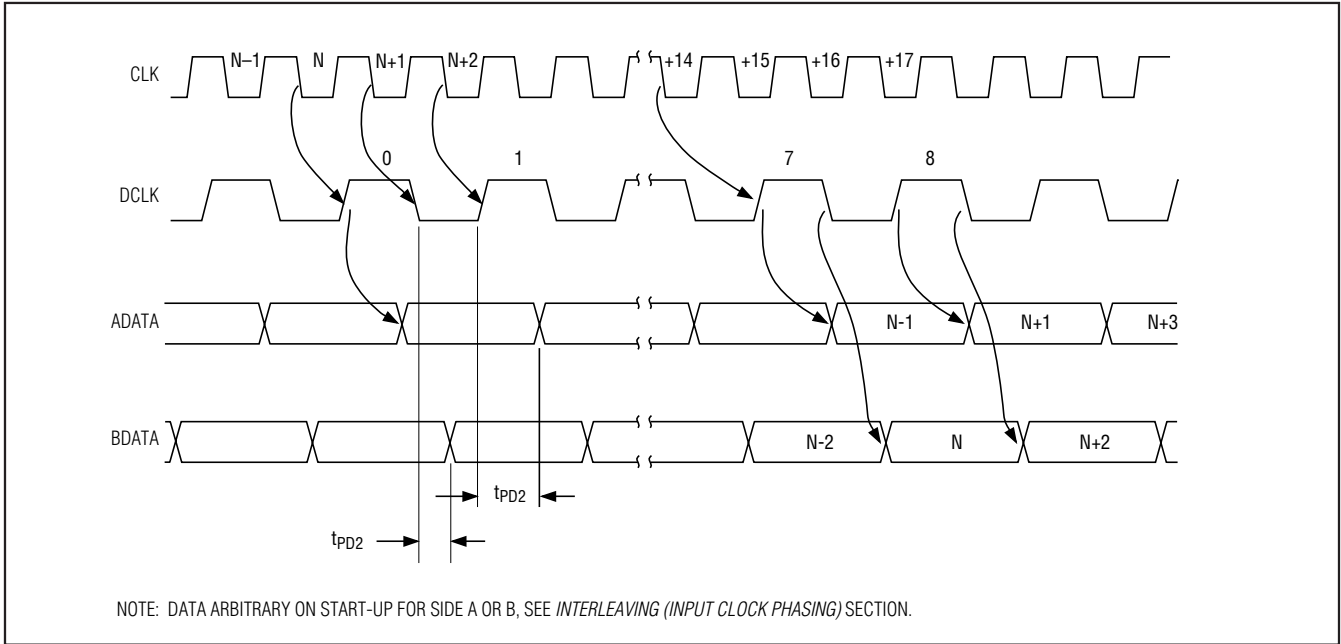 CLK N–1 N N+1 N+2 +14 +15 +16 +17
0 1 7 8
DCLK
ADATA N-1 N+1 N+3
BDATA N-2 N N+2
tPD2
tPD2
NOTE: DATA ARBITRARY ON START-UP FOR SIDE A OR B, SEE INTERLEAVING (INPUT CLOCK PHASING) SECTION.